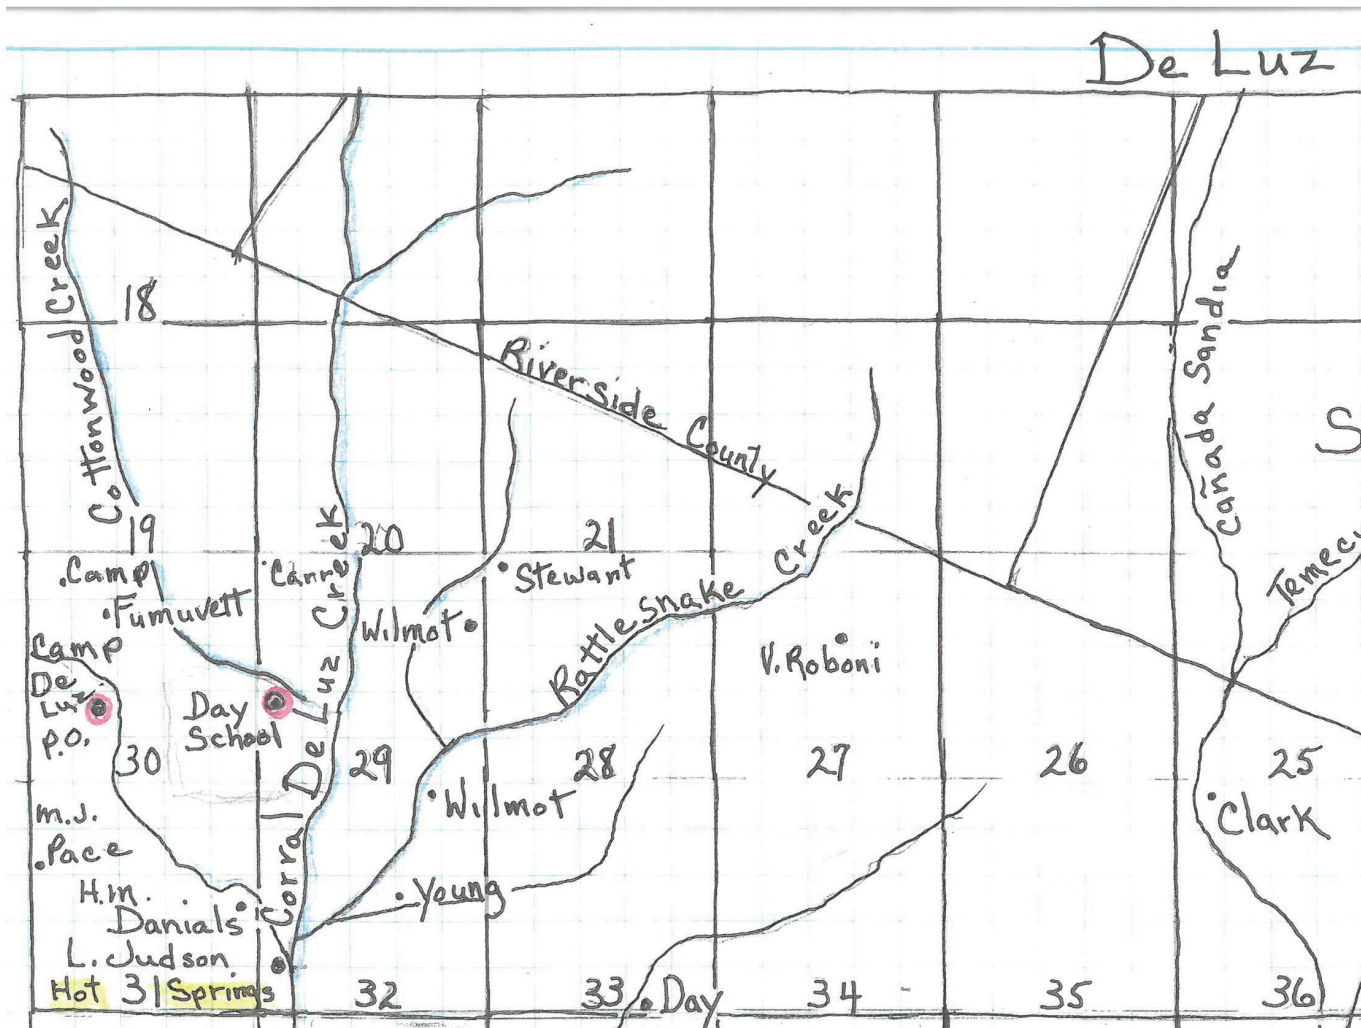 De Luz
Cottonwood Creek
18
Riverside County
Cañada Sandia
S
19
20
21
Rattlesnake Creek
.Camp
Canr
Stewart
Temecu
Fumuvett
Wilmot
Camp
De
Luz
P.O.
Day
School
V. Roboni
Corral De Luz Creek
30
29
28
27
26
25
M.J.
Pace
Wilmot
Clark
H.M.
Danials
Young
L. Judson
Hot 31 Springs
32
33
Day
34
35
36